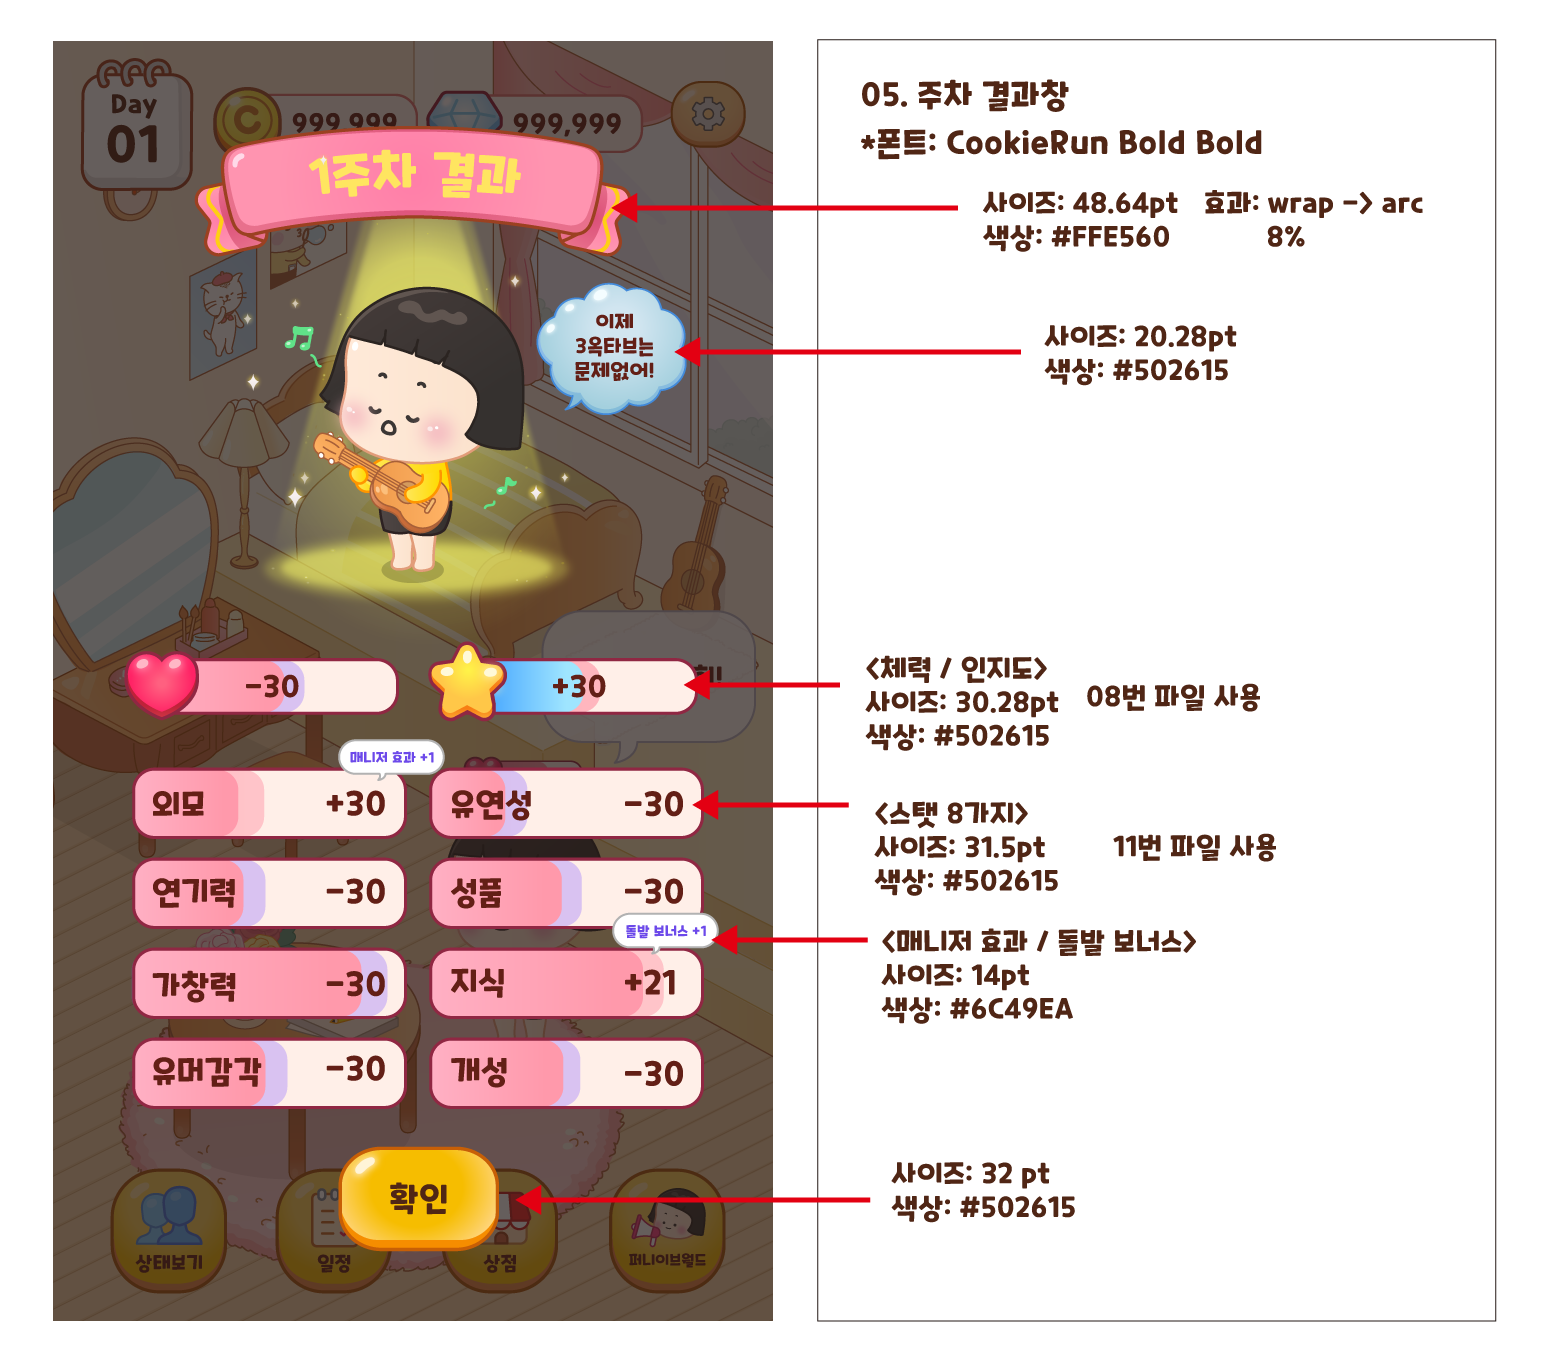 Day
01
999,999
999,999
1주차 결과
이제
3옥타브는
문제없어!
-30
+30
매니저 효과 +1
외모
+30
유연성
-30
연기력
-30
성품
-30
돌발 보너스 +1
가창력
-30
지식
+21
유머감각
-30
개성
-30
확인
상태보기
일정
상점
퍼니이브월드
05. 주차 결과창
*폰트: CookieRun Bold Bold
사이즈: 48.64pt 효과: wrap -> arc
색상: #FFE560 8%
사이즈: 20.28pt
색상: #502615
<체력 / 인지도>
사이즈: 30.28pt 08번 파일 사용
색상: #502615
<스탯 8가지>
사이즈: 31.5pt 11번 파일 사용
색상: #502615
<매니저 효과 / 돌발 보너스>
사이즈: 14pt
색상: #6C49EA
사이즈: 32 pt
색상: #502615